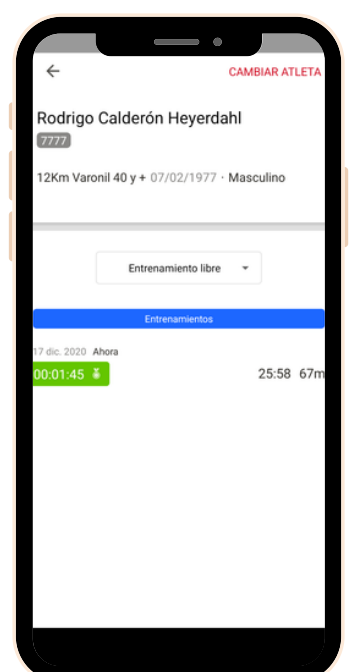 CAMBIAR ATLETA
Rodrigo Calderón Heyerdahl
7777
12Km Varonil 40 y + 07/02/1977 · Masculino
Entrenamiento libre
Entrenamientos
17 dic. 2020 Ahora
00:01:45 25:58 67m